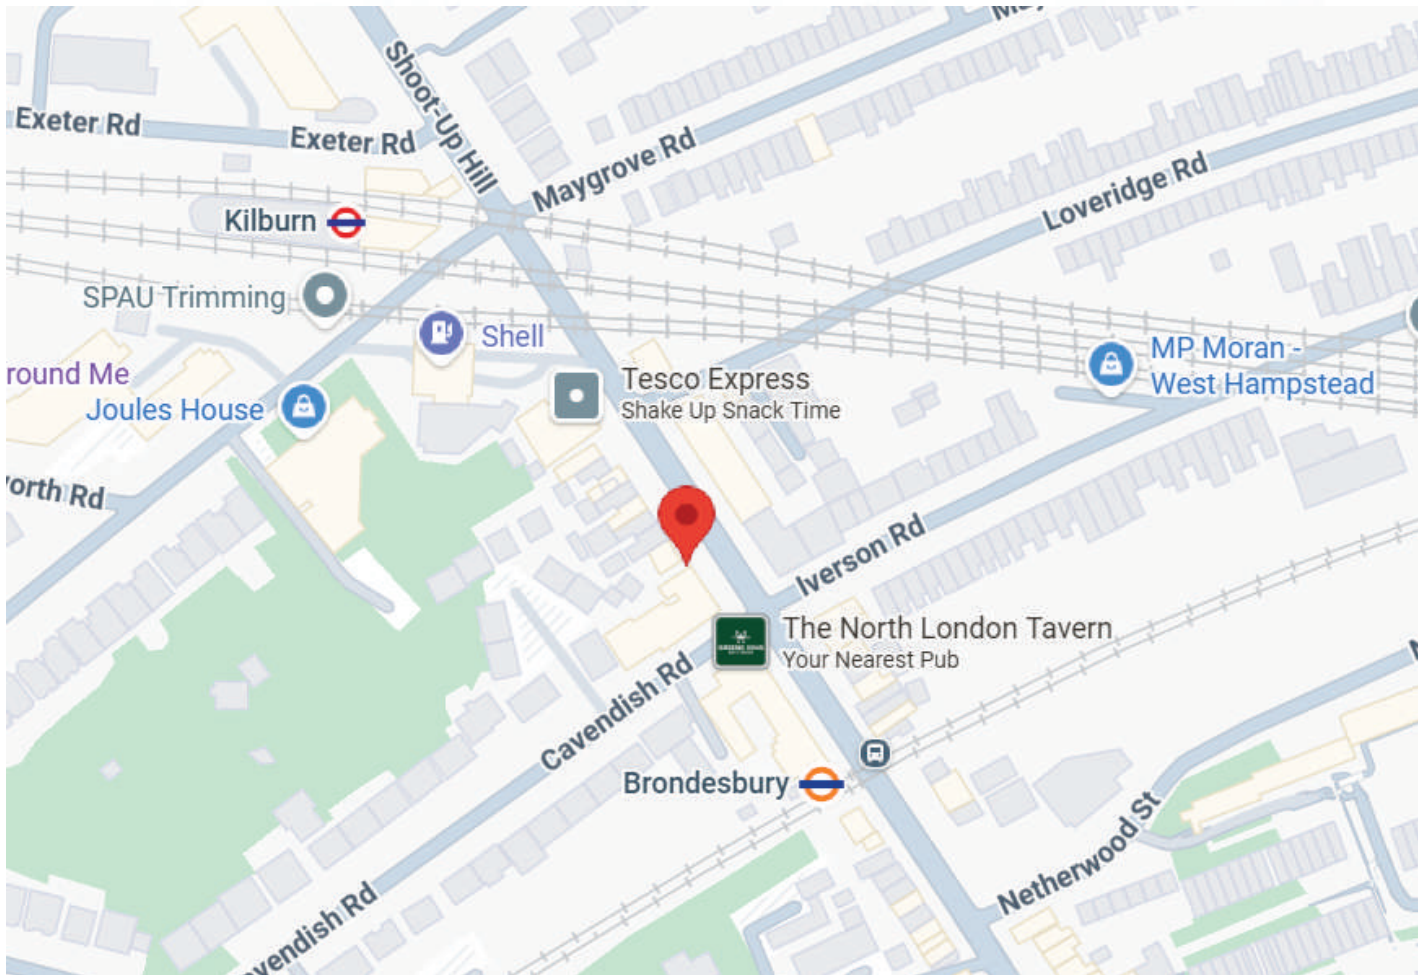 May
Shoot-Up Hill
Exeter Rd
Exeter Rd
Maygrove Rd
Loveridge Rd
Kilburn
SPAU Trimming
Shell
round Me
MP Moran -
West Hampstead
Joules House
Tesco Express
Shake Up Snack Time
orth Rd
Iverson Rd
The North London Tavern
Your Nearest Pub
Cavendish Rd
Brondesbury
Netherwood St
vendish Rd